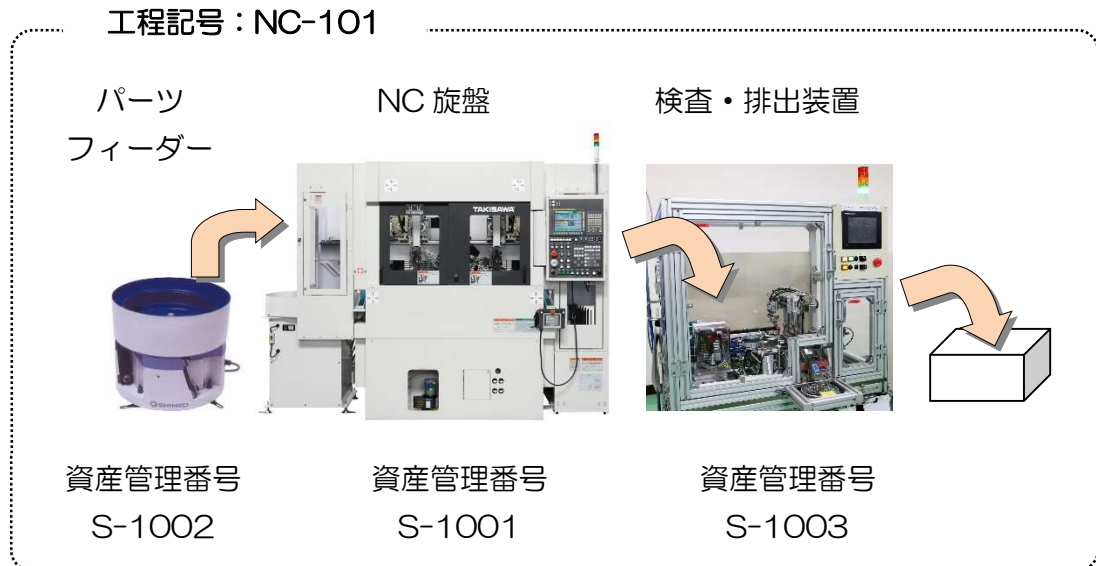 工程記号：NC-101
パーツ
フィーダー
NC 旋盤
検査・排出装置
TAKISAWA
SHINKO
資産管理番号
S-1002
資産管理番号
S-1001
資産管理番号
S-1003